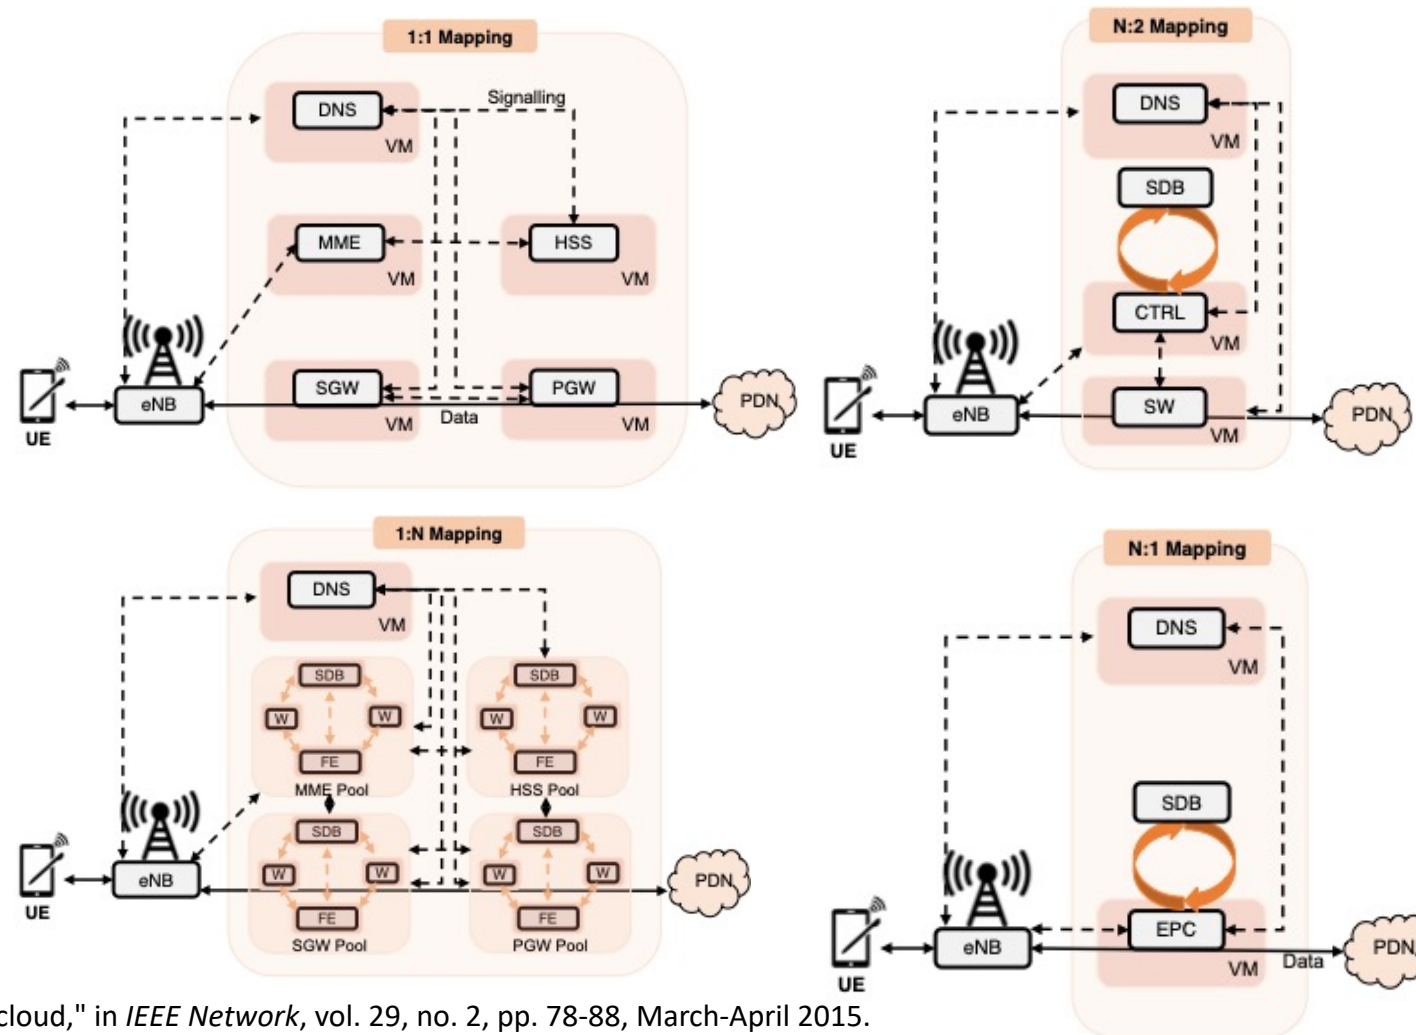 1:1 Mapping
DNS
VM
Signalling
MME
VM
HSS
VM
SGW
VM
PGW
VM
Data
eNB
UE
PDN
N:2 Mapping
DNS
VM
SDB
CTRL
VM
SW
VM
eNB
UE
PDN
1:N Mapping
DNS
VM
SDB
W
W
FE
MME Pool
SDB
W
W
FE
HSS Pool
SDB
W
W
FE
SGW Pool
SDB
W
W
FE
PGW Pool
eNB
UE
PDN
N:1 Mapping
DNS
VM
SDB
EPC
VM
Data
eNB
UE
PDN
cloud," in IEEE Network, vol. 29, no. 2, pp. 78-88, March-April 2015.